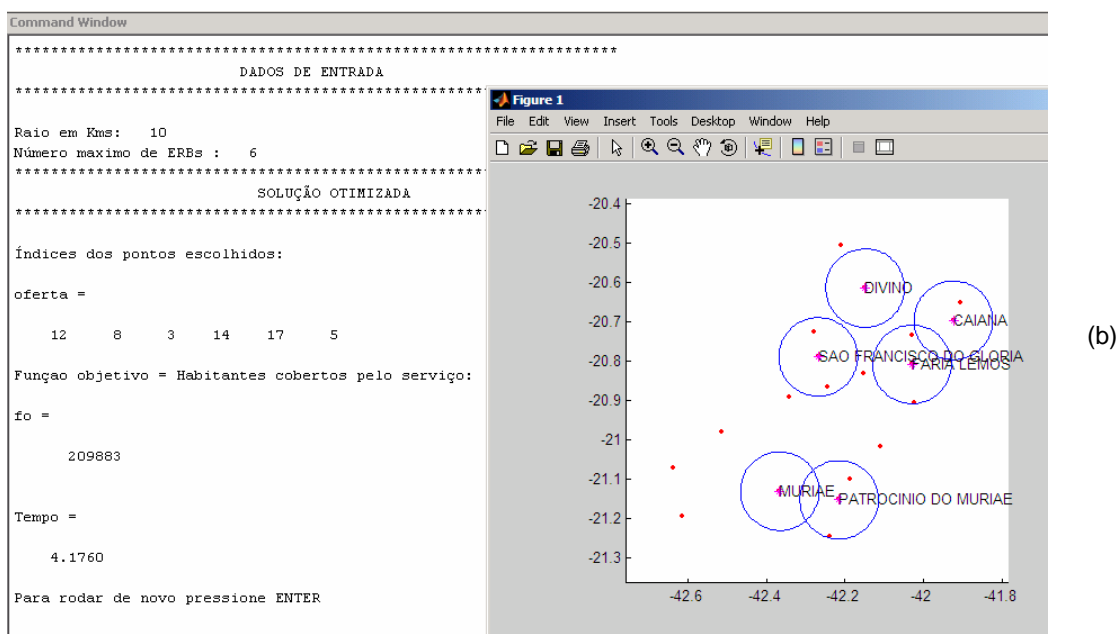 Command Window
**********************************************************************
DADOS DE ENTRADA
**********************************************************************
Raio em Kms: 10
Número maximo de ERBs : 6
**********************************************************************
SOLUÇÃO OTIMIZADA
**********************************************************************
Índices dos pontos escolhidos:
oferta =
12 8 3 14 17 5
Funçao objetivo = Habitantes cobertos pelo serviço:
fo =
209883
Tempo =
4.1760
Para rodar de novo pressione ENTER
Figure 1
File Edit View Insert Tools Desktop Window Help
-20.4
-20.5
-20.6
-20.7
-20.8
-20.9
-21
-21.1
-21.2
-21.3
DIVINO
CAIANA
SAO FRANCISCO DO GLORIA
FARIA LEMOS
MURIAE
PATROCINIO DO MURIAE
-42.6 -42.4 -42.2 -42 -41.8
(b)